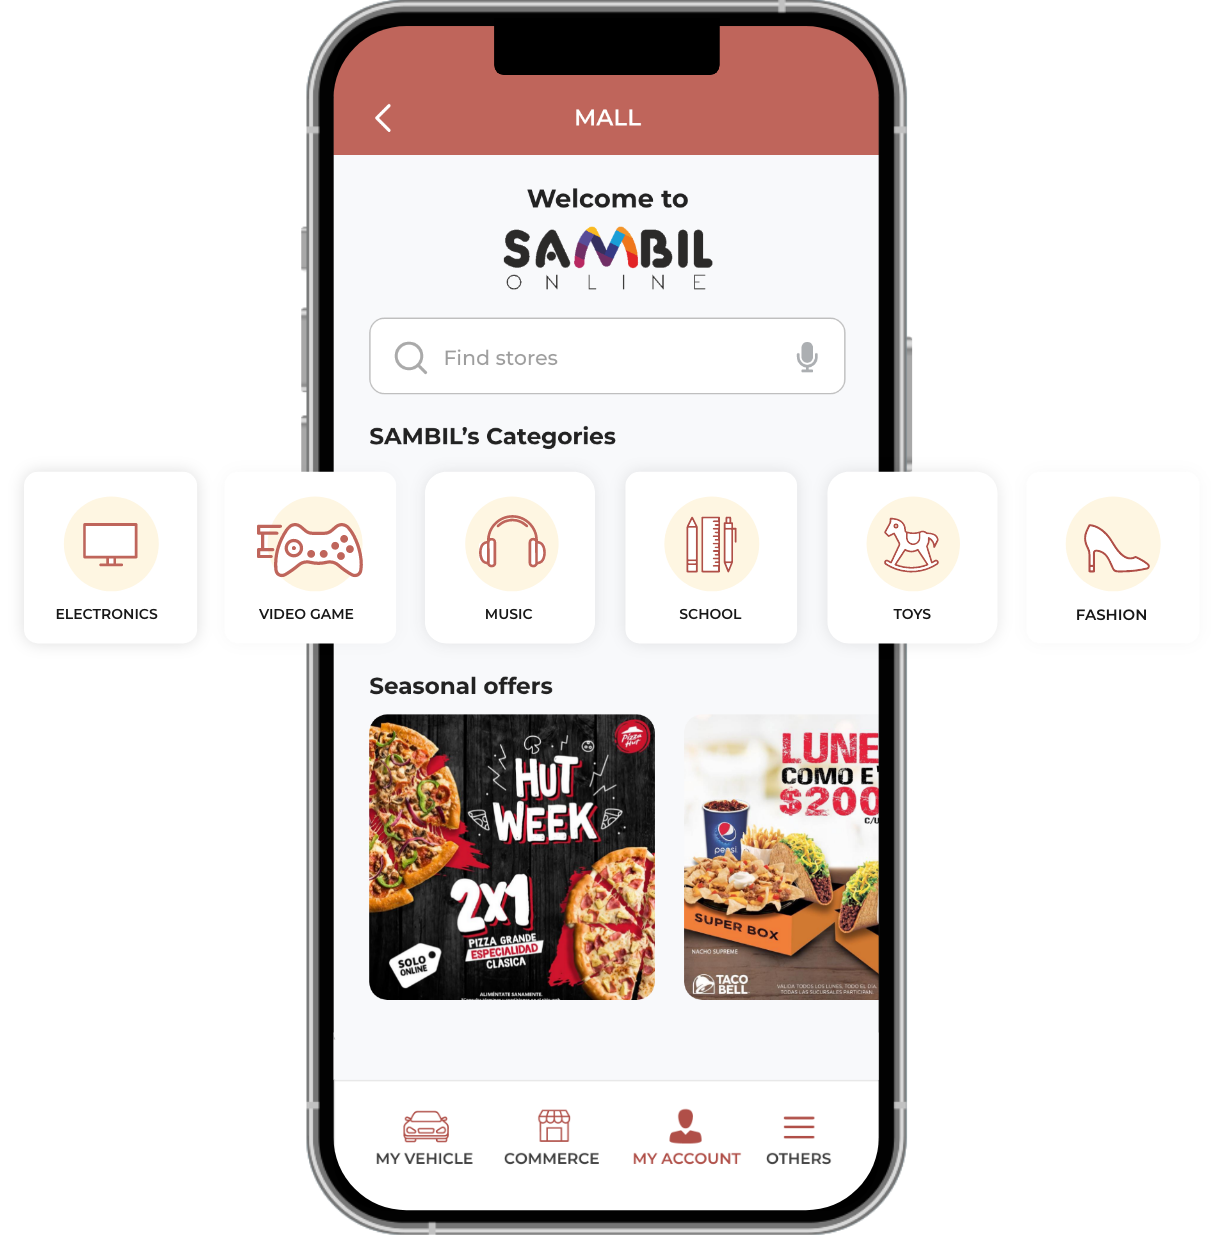 MALL
Welcome to
SAMBIL
ONLINE
Find stores
SAMBIL’s Categories
ELECTRONICS
VIDEO GAME
MUSIC
SCHOOL
TOYS
FASHION
Seasonal offers
Pizza
Hut
HUT
WEEK
2X1
PIZZA GRANDE
ESPECIALIDAD
CLASICA
SOLO
ONLINE
ALIMÉNTATE SANAMENTE.
LUNE
COMO E
$200
C/U
pepsi
SUPER BOX
NACHO SUPREME
TACO
BELL
VALIDA TODOS LOS LUNES, TODO EL DIA,
TODAS LAS SUCURSALES PARTICIPAN
MY VEHICLE
COMMERCE
MY ACCOUNT
OTHERS